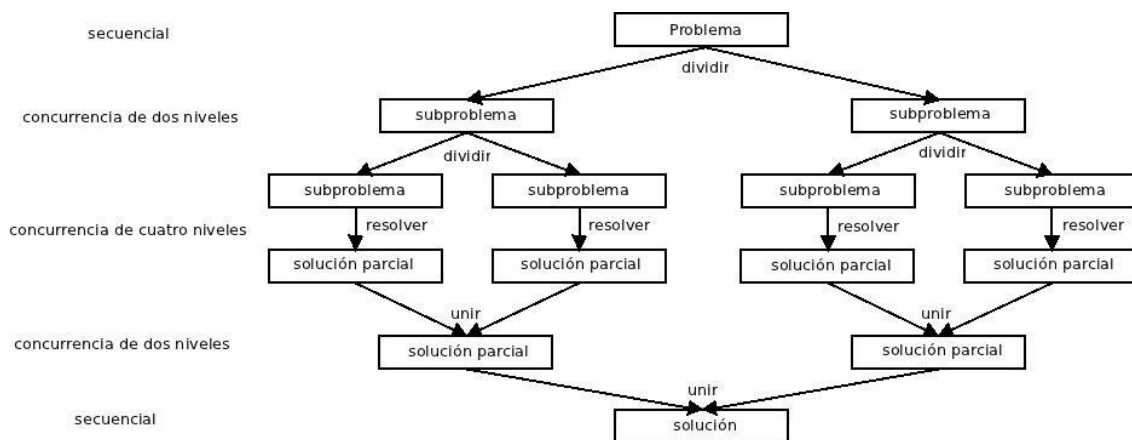 secuencial
Problema
dividir
concurrencia de dos niveles
subproblema
subproblema
dividir
dividir
subproblema
subproblema
subproblema
subproblema
concurrencia de cuatro niveles
resolver
resolver
resolver
resolver
solución parcial
solución parcial
solución parcial
solución parcial
unir
unir
concurrencia de dos niveles
solución parcial
solución parcial
unir
secuencial
solución